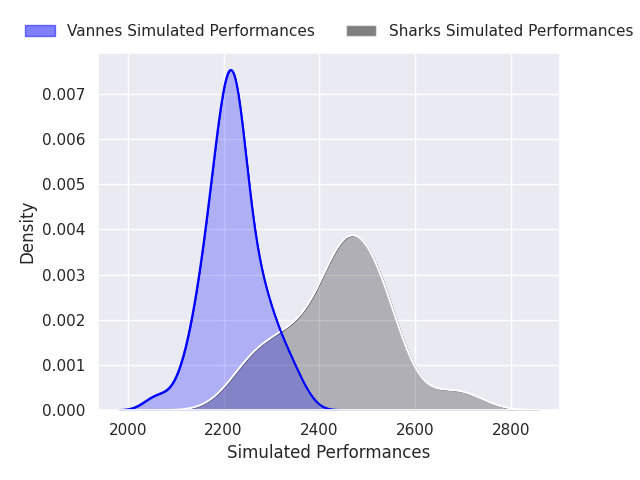 Vannes Simulated Performances Sharks Simulated Performances
0.007
0.006
0.005
0.004
0.003
0.002
0.001
0.000
Density
2000 2200 2400 2600 2800
Simulated Performances